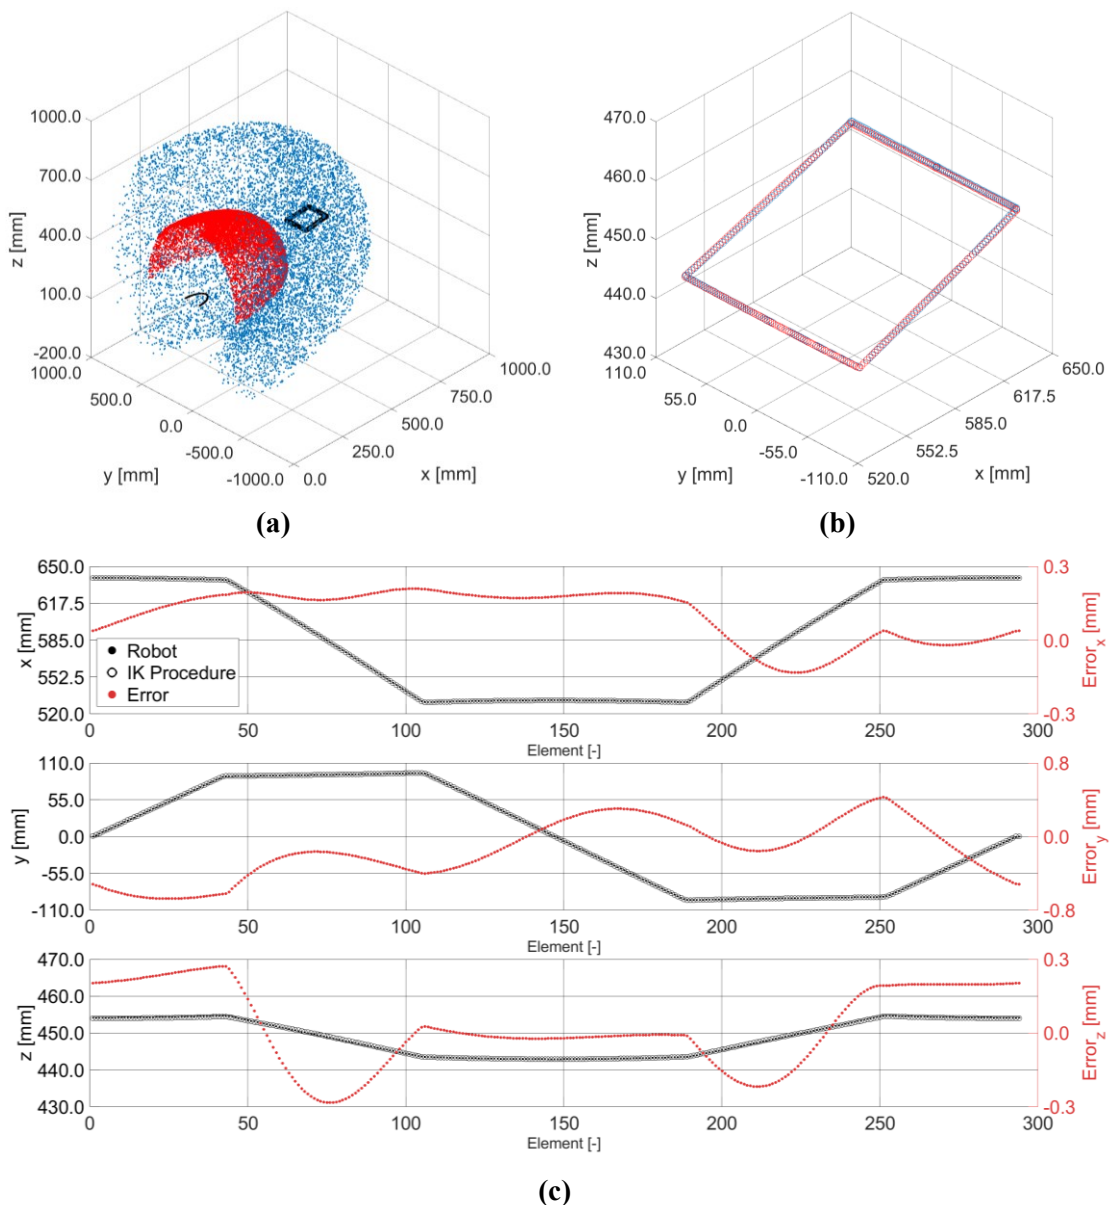 1000.0
700.0
400.0
100.0
-200.0
z [mm]
1000.0
500.0
0.0
-500.0
-1000.0
y [mm]
0.0
250.0
500.0
750.0
1000.0
x [mm]
(a)
470.0
460.0
450.0
440.0
430.0
z [mm]
110.0
55.0
0.0
-55.0
-110.0
y [mm]
520.0
552.5
585.0
617.5
650.0
x [mm]
(b)
650.0
617.5
585.0
552.5
520.0
x [mm]
Robot
IK Procedure
Error
0.3
0.0
-0.3
Error_x [mm]
0 50 100 150 200 250 300
Element [-]
110.0
55.0
0.0
-55.0
-110.0
y [mm]
0.8
0.0
-0.8
Error_y [mm]
0 50 100 150 200 250 300
Element [-]
470.0
460.0
450.0
440.0
430.0
z [mm]
0.3
0.0
-0.3
Error_z [mm]
0 50 100 150 200 250 300
Element [-]
(c)